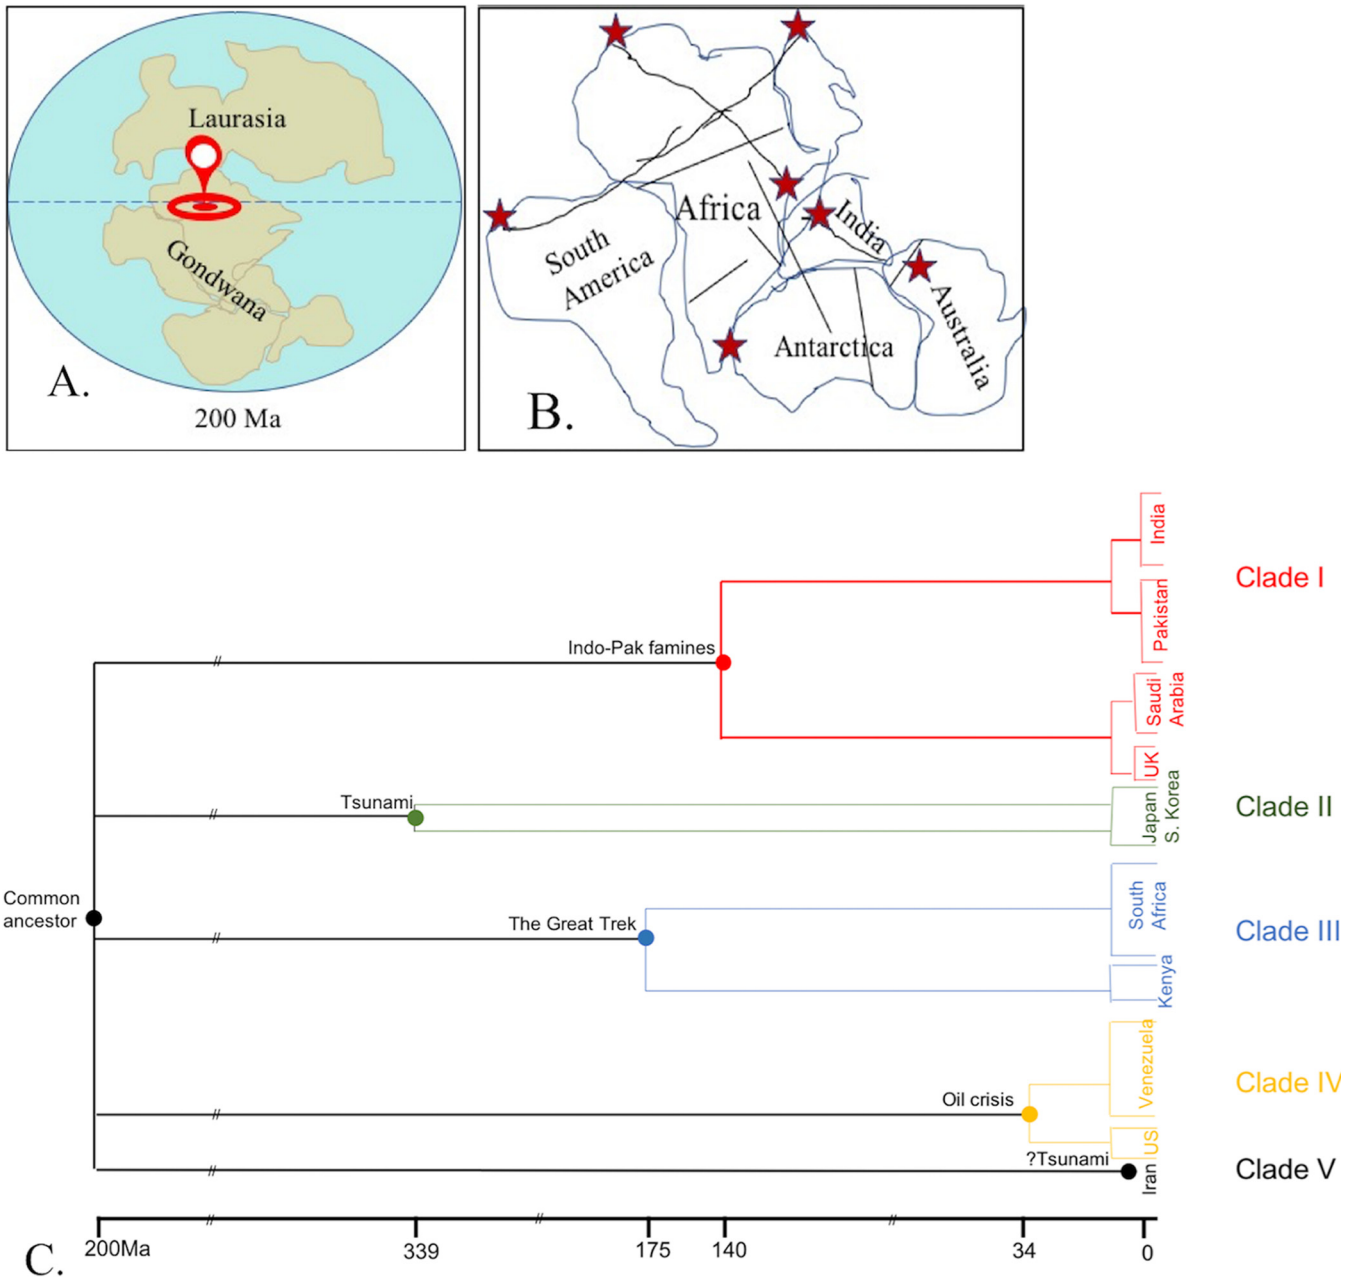 Laurasia
Gondwana
A.
200 Ma
Africa
India
South
America
Antarctica
Australia
B.
India
Clade I
Pakistan
Indo-Pak famines
Saudi
Arabia
UK
Tsunami
Japan
S. Korea
Clade II
Common
ancestor
The Great Trek
South
Africa
Clade III
Kenya
Venezuela
Clade IV
Oil crisis
US
?Tsunami
Iran
Clade V
200Ma 339 175 140 34 0
C.